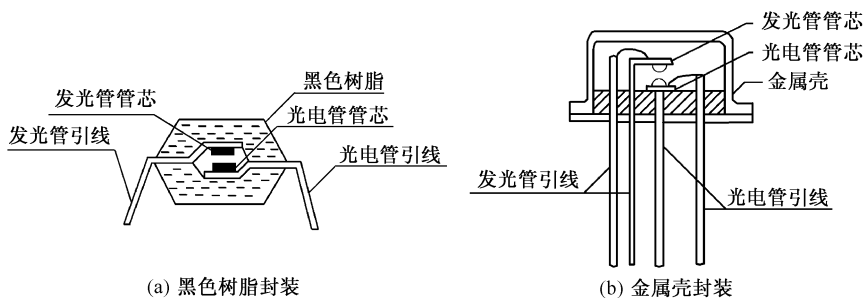 黑色树脂
发光管管芯
光电管管芯
发光管引线
光电管引线
(a) 黑色树脂封装
发光管管芯
光电管管芯
金属壳
发光管引线
光电管引线
(b) 金属壳封装